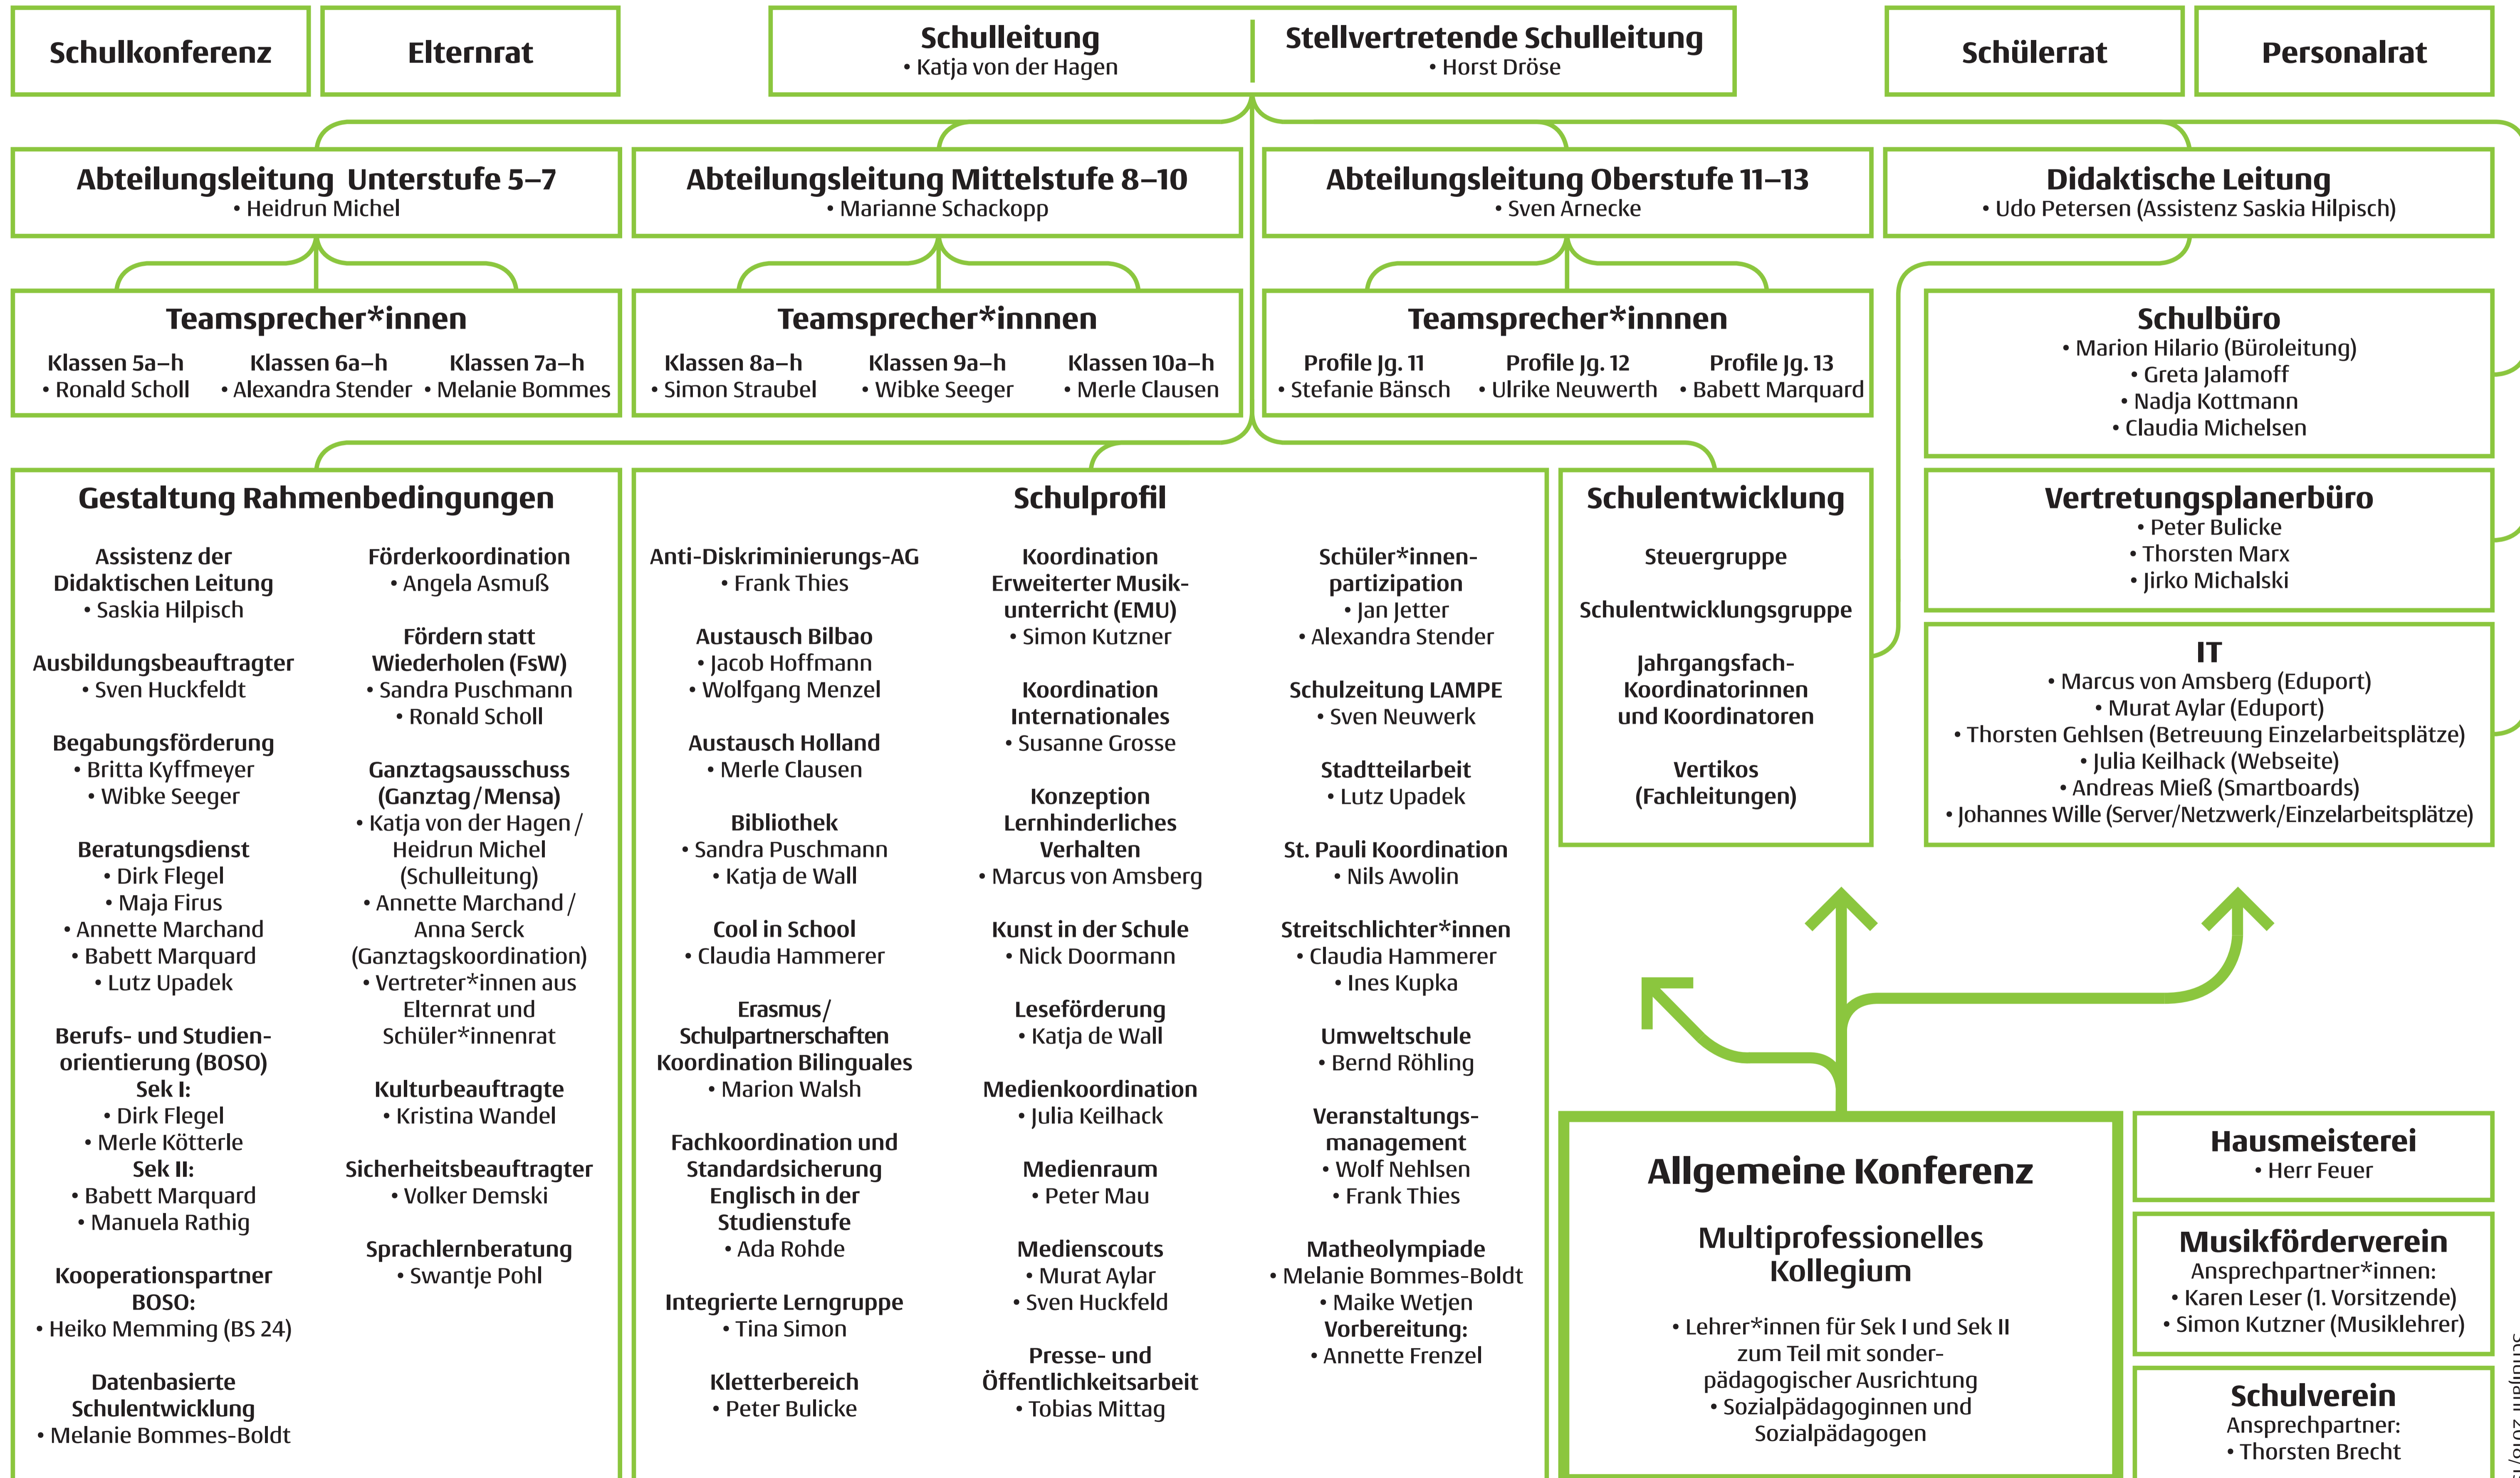 Schulkonferenz
Elternrat
Schulleitung
• Katja von der Hagen
Stellvertretende Schulleitung
• Horst Dröse
Schülerrat
Personalrat
Abteilungsleitung Unterstufe 5–7
• Heidrun Michel
Abteilungsleitung Mittelstufe 8–10
• Marianne Schackopp
Abteilungsleitung Oberstufe 11–13
• Sven Arnecke
Didaktische Leitung
• Udo Petersen (Assistenz Saskia Hilpisch)
Teamsprecher*innen
Klassen 5a–h
• Ronald Scholl
Klassen 6a–h
• Alexandra Stender
Klassen 7a–h
• Melanie Bommes
Teamsprecher*innnen
Klassen 8a–h
• Simon Straubel
Klassen 9a–h
• Wibke Seeger
Klassen 10a–h
• Merle Clausen
Teamsprecher*innnen
Profile Jg. 11
• Stefanie Bänsch
Profile Jg. 12
• Ulrike Neuwerth
Profile Jg. 13
• Babett Marquard
Schulbüro
• Marion Hilario (Büroleitung)
• Greta Jalamoff
• Nadja Kottmann
• Claudia Michelsen
Gestaltung Rahmenbedingungen
Assistenz der
Didaktischen Leitung
• Saskia Hilpisch
Ausbildungsbeauftragter
• Sven Huckfeldt
Begabungsförderung
• Britta Kyffmeyer
• Wibke Seeger
Beratungsdienst
• Dirk Flegel
• Maja Firus
• Annette Marchand
• Babett Marquard
• Lutz Upadek
Berufs- und Studien-
orientierung (BOSO)
Sek I:
• Dirk Flegel
• Merle Kötterle
Sek II:
• Babett Marquard
• Manuela Rathig
Kooperationspartner
BOSO:
• Heiko Memming (BS 24)
Datenbasierte
Schulentwicklung
• Melanie Bommes-Boldt
Förderkoordination
• Angela Asmuß
Fördern statt
Wiederholen (FsW)
• Sandra Puschmann
• Ronald Scholl
Ganztagsausschuss
(Ganztag/Mensa)
• Katja von der Hagen/
Heidrun Michel
(Schulleitung)
• Annette Marchand/
Anna Serck
(Ganztagskoordination)
• Vertreter*innen aus
Elternrat und
Schüler*innenrat
Kulturbeauftragte
• Kristina Wandel
Sicherheitsbeauftragter
• Volker Demski
Sprachlernberatung
• Swantje Pohl
Schulprofil
Anti-Diskriminierungs-AG
• Frank Thies
Austausch Bilbao
• Jacob Hoffmann
• Wolfgang Menzel
Austausch Holland
• Merle Clausen
Bibliothek
• Sandra Puschmann
• Katja de Wall
Cool in School
• Claudia Hammerer
Erasmus/
Schulpartnerschaften
Koordination Bilinguales
• Marion Walsh
Fachkoordination und
Standardsicherung
Englisch in der
Studienstufe
• Ada Rohde
Integrierte Lerngruppe
• Tina Simon
Kletterbereich
• Peter Bulicke
Koordination
Erweiterter Musik-
unterricht (EMU)
• Simon Kutzner
Koordination
Internationales
• Susanne Grosse
Konzeption
Lernhinderliches
Verhalten
• Marcus von Amsberg
Kunst in der Schule
• Nick Doormann
Leseförderung
• Katja de Wall
Medienkoordination
• Julia Keilhack
Medienraum
• Peter Mau
Medienscouts
• Murat Aylar
• Sven Huckfeld
Presse- und
Öffentlichkeitsarbeit
• Tobias Mittag
Schüler*innen-
partizipation
• Jan Jetter
• Alexandra Stender
Schulzeitung LAMPE
• Sven Neuwerk
Stadtteilarbeit
• Lutz Upadek
St. Pauli Koordination
• Nils Awolin
Streitschlichter*innen
• Claudia Hammerer
• Ines Kupka
Umweltschule
• Bernd Röhling
Veranstaltungs-
management
• Wolf Nehlsen
• Frank Thies
Matheolympiade
• Melanie Bommes-Boldt
• Maike Wetjen
Vorbereitung:
• Annette Frenzel
Schulentwicklung
Steuergruppe
Schulentwicklungsgruppe
Jahrgangsfach-
Koordinatorinnen
und Koordinatoren
Vertikos
(Fachleitungen)
Vertretungsplanerbüro
• Peter Bulicke
• Thorsten Marx
• Jirko Michalski
IT
• Marcus von Amsberg (Eduport)
• Murat Aylar (Eduport)
• Thorsten Gehlsen (Betreuung Einzelarbeitsplätze)
• Julia Keilhack (Webseite)
• Andreas Mieß (Smartboards)
• Johannes Wille (Server/Netzwerk/Einzelarbeitsplätze)
Allgemeine Konferenz
Multiprofessionelles
Kollegium
• Lehrer*innen für Sek I und Sek II
zum Teil mit sonder-
pädagogischer Ausrichtung
• Sozialpädagoginnen und
Sozialpädagogen
Hausmeisterei
• Herr Feuer
Musikförderverein
Ansprechpartner*innen:
• Karen Leser (1. Vorsitzende)
• Simon Kutzner (Musiklehrer)
Schulverein
Ansprechpartner:
• Thorsten Brecht